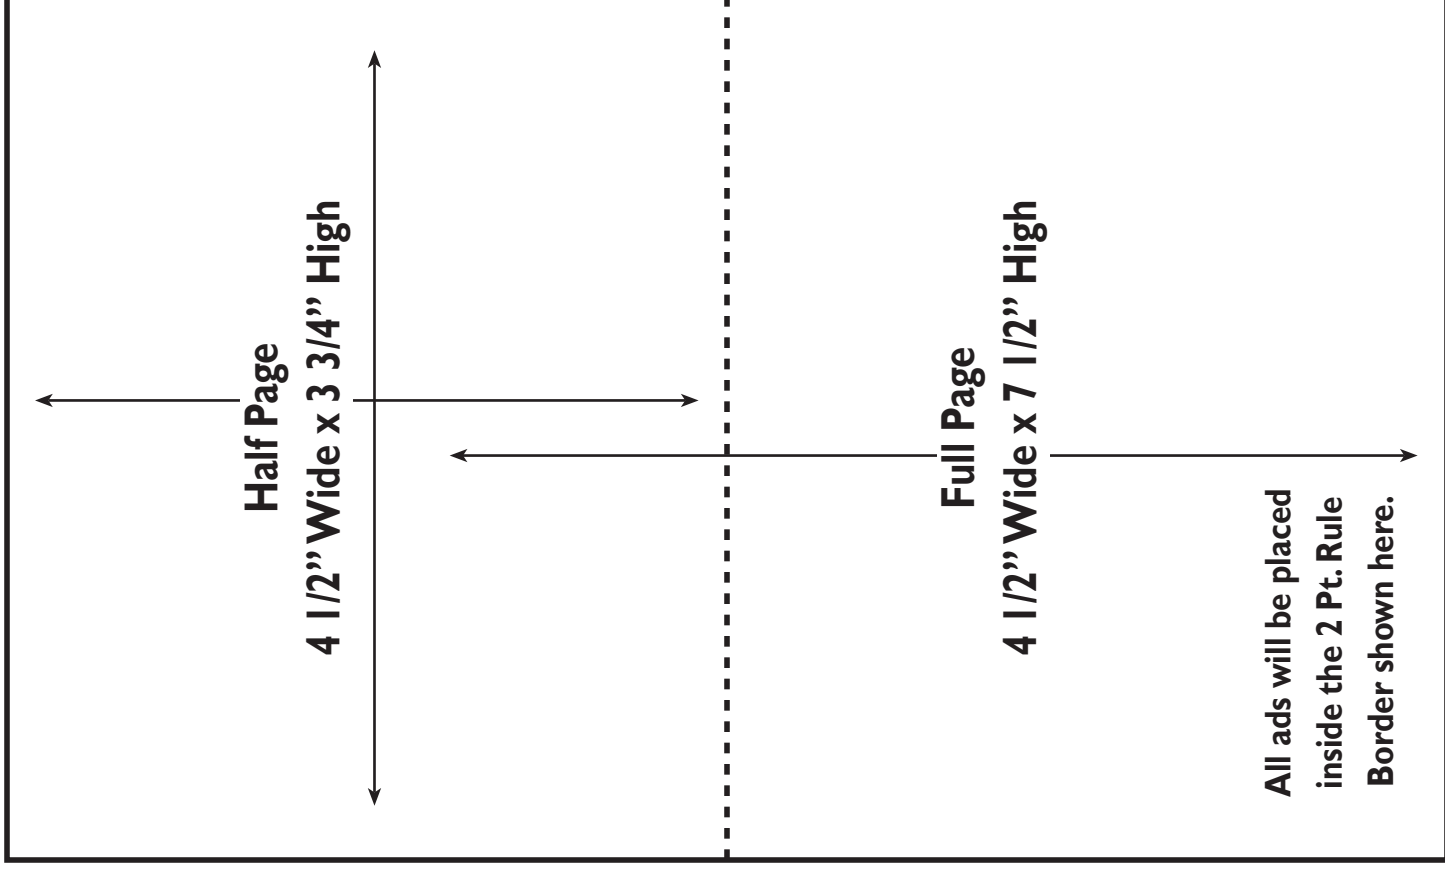 Half Page
4 1/2” Wide x 3 3/4” High
Full Page
4 1/2” Wide x 7 1/2” High
All ads will be placed
inside the 2 Pt. Rule
Border shown here.